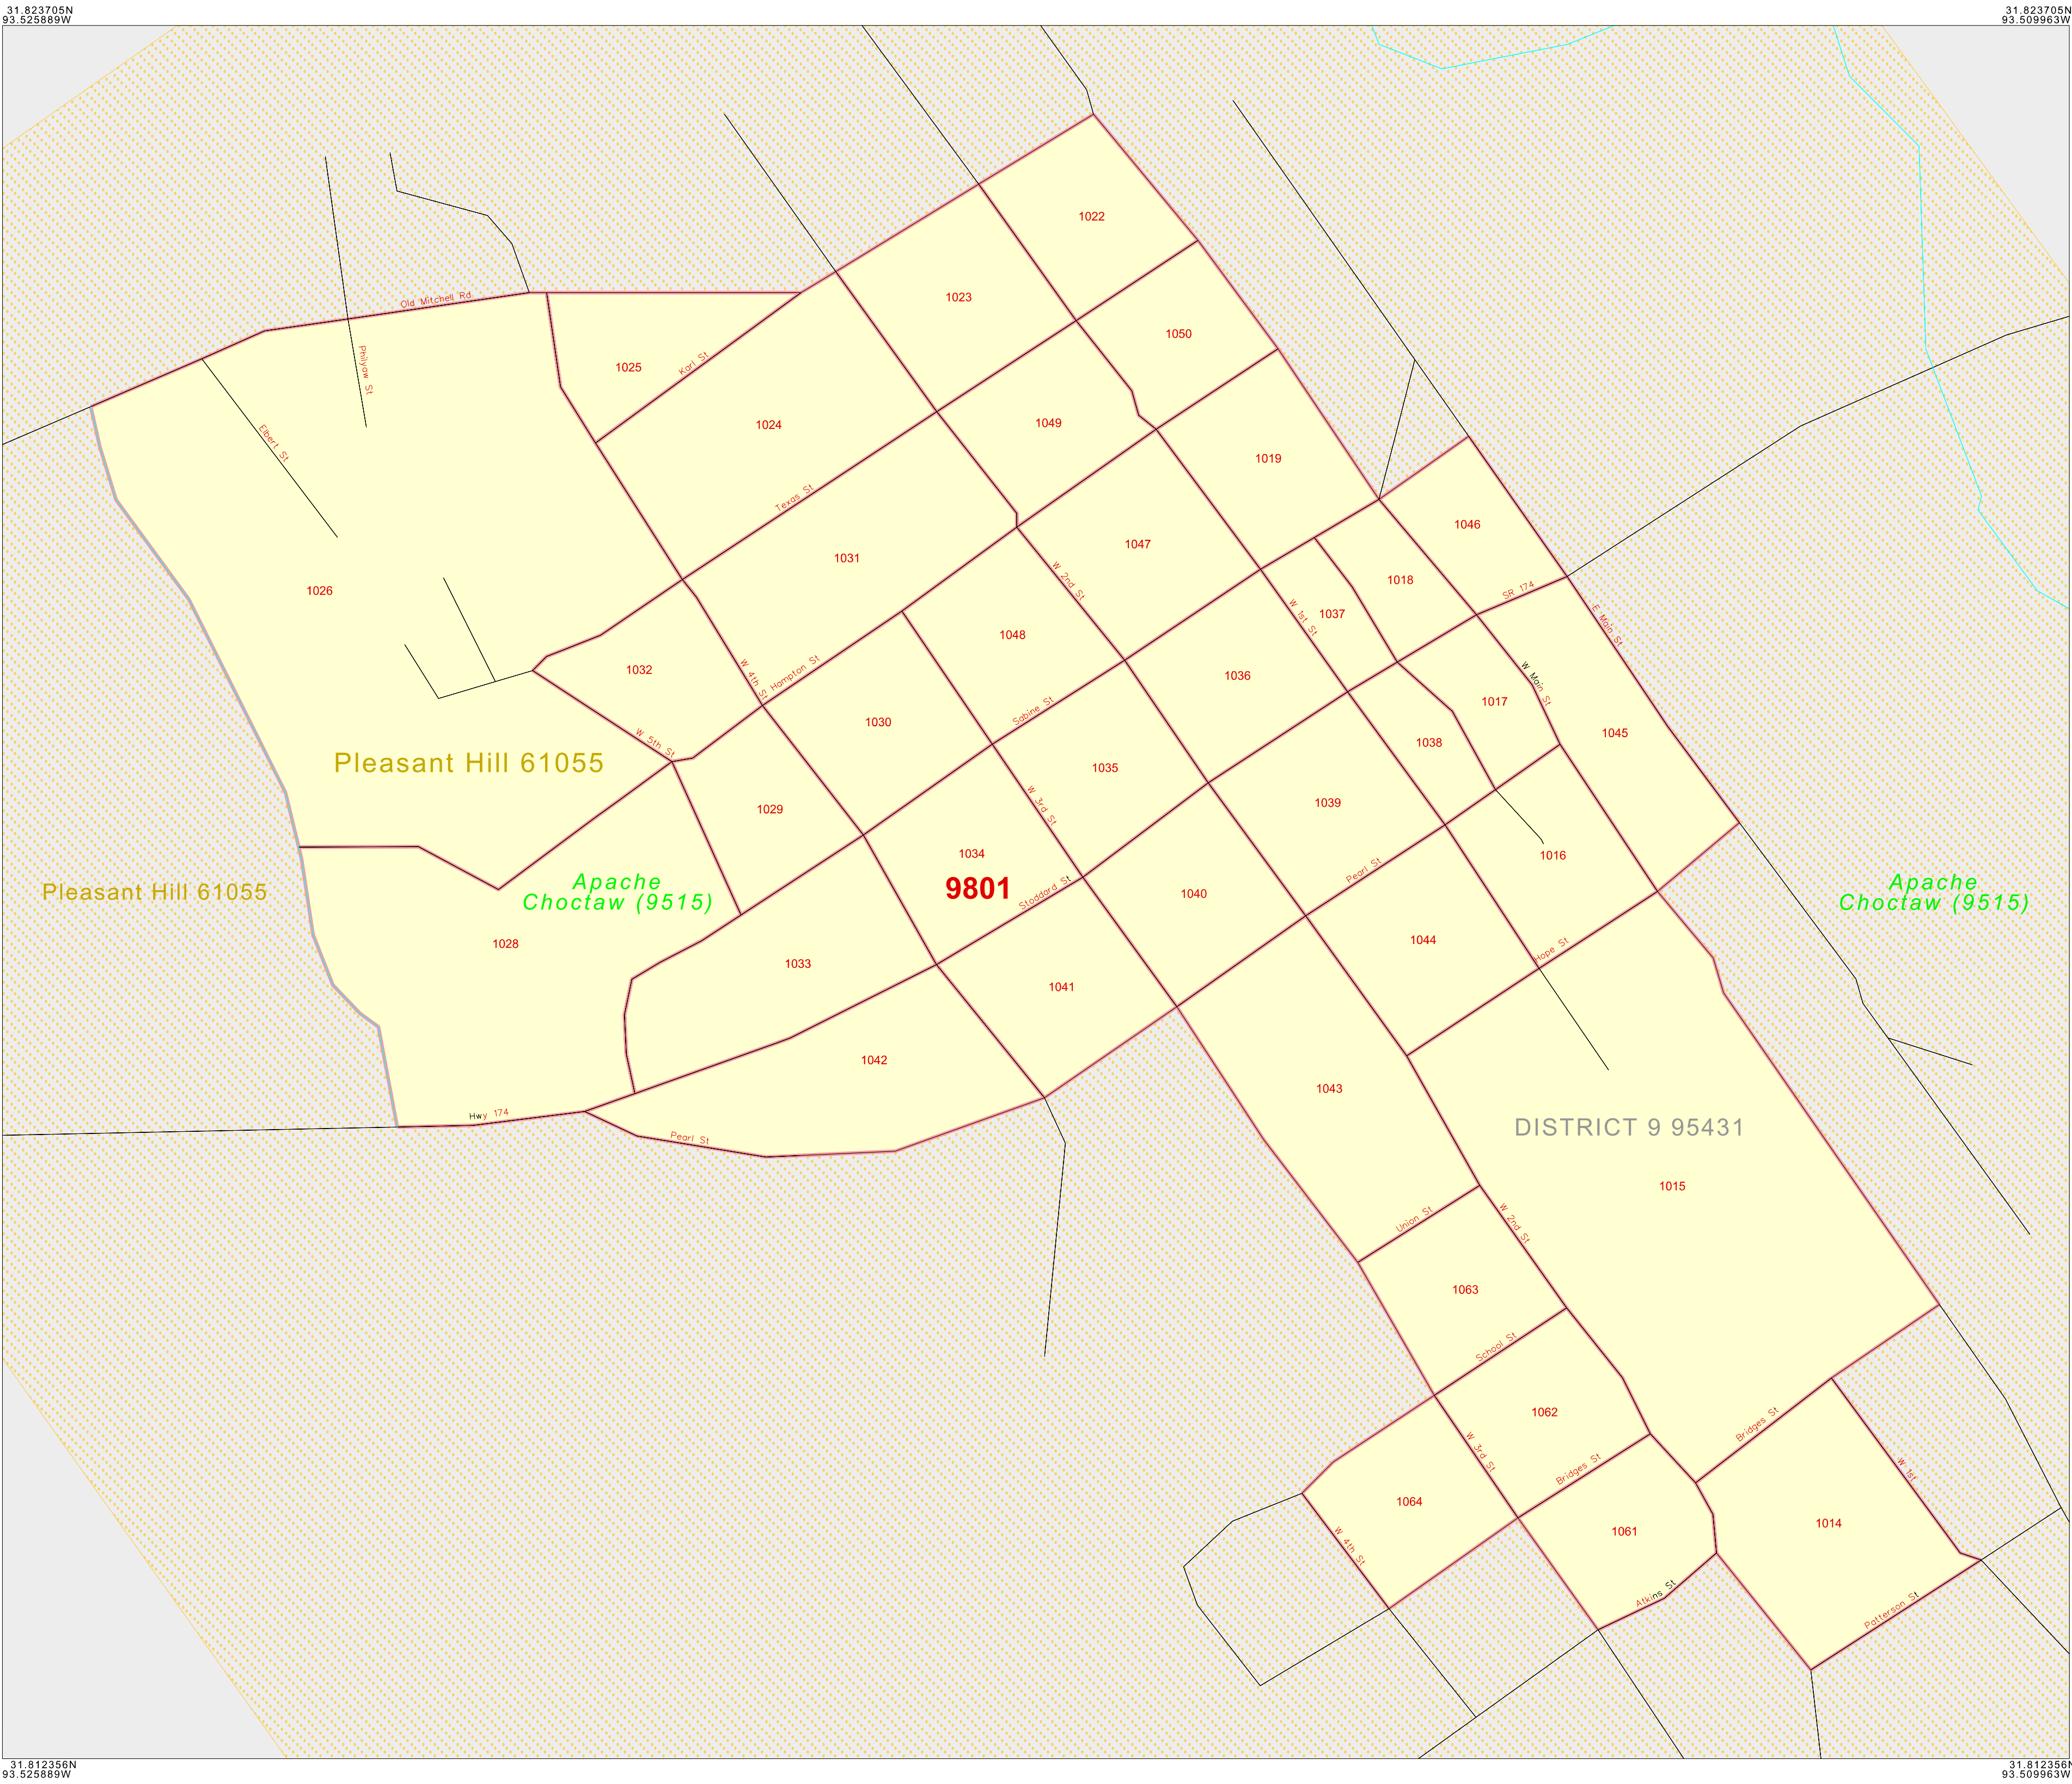 31.823705N
93.525889W
31.823705N
93.509963W
1022
1023
Old Mitchell Rd
1050
Philyaw St
1025
Karl St
1024
1049
Elbert St
1019
Texas St
1046
1047
1031
1018
W 2nd St
1026
SR 174
W 1st St
1037
E Main St
1048
1032
W 4th St
Hampton St
1036
W Main St
1017
Sabine St
1030
W 5th St
1038
1045
Pleasant Hill 61055
1035
1029
W 3rd St
1039
1034
1016
Pearl St
Apache
Choctaw (9515)
9801
Stoddard St
1040
Pleasant Hill 61055
Apache
Choctaw (9515)
1028
1044
Hope St
1033
1041
1042
1043
Hwy 174
Pearl St
DISTRICT 9 95431
1015
Union St
W 2nd St
1063
School St
1062
Bridges St
W 3rd St
Bridges St
W 1st
1064
1014
1061
W 4th St
Atkins St
Patterson St
31.812356N
93.525889W
31.812356N
93.509963W